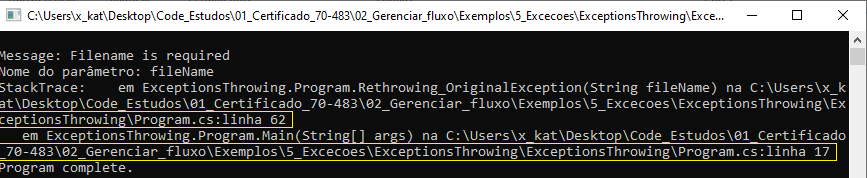 C:\Users\x_kat\Desktop\Code_Estudos\01_Certificado_70-483\02_Gerenciar_fluxo\Exemplos\5_Excecoes\ExceptionsThrowing\Exce...
Message: Filename is required
Nome do parâmetro: fileName
StackTrace:    em ExceptionsThrowing.Program.Rethrowing_OriginalException(String fileName) na C:\Users\x_k
at\Desktop\Code_Estudos\01_Certificado_70-483\02_Gerenciar_fluxo\Exemplos\5_Excecoes\ExceptionsThrowing\Ex
ceptionsThrowing\Program.cs:linha 62
   em ExceptionsThrowing.Program.Main(String[] args) na C:\Users\x_kat\Desktop\Code_Estudos\01_Certificado
_70-483\02_Gerenciar_fluxo\Exemplos\5_Excecoes\ExceptionsThrowing\ExceptionsThrowing\Program.cs:linha 17
Program complete.